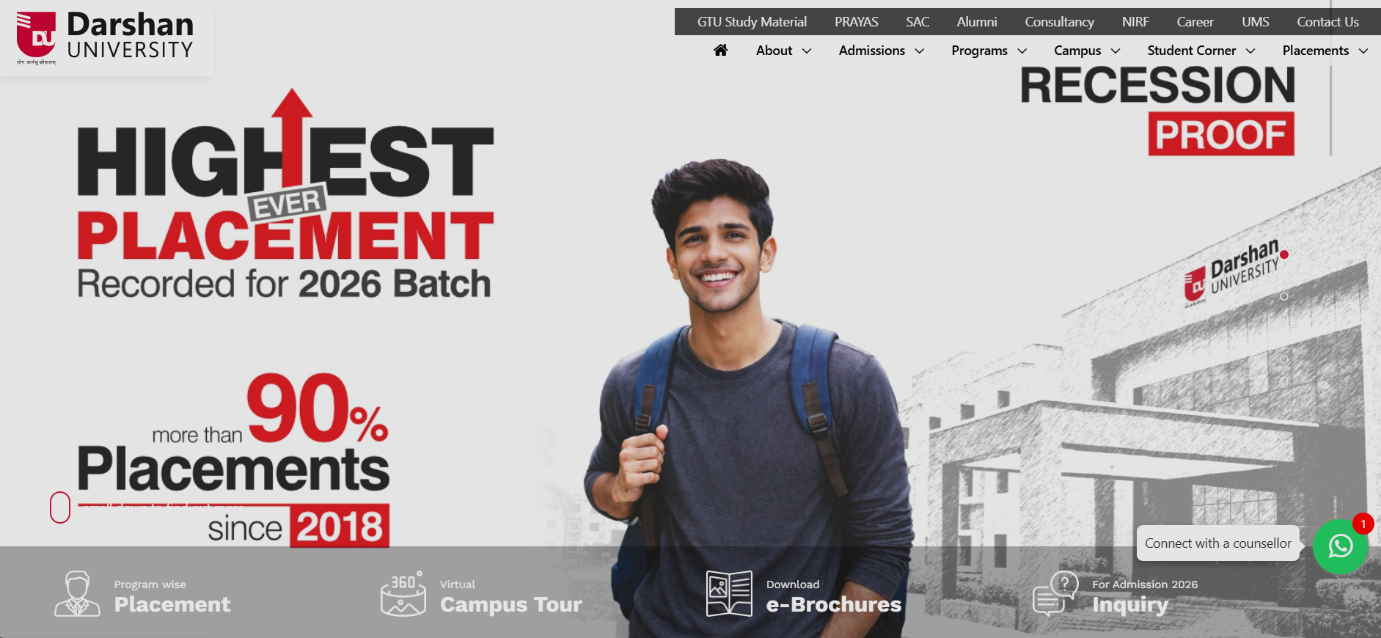 Darshan
UNIVERSITY
GTU Study Material PRAYAS SAC Alumni Consultancy NIRF Career UMS Contact Us
About Admissions Programs Campus Student Corner Placements
RECESSION
PROOF
HIGHEST
EVER
PLACEMENT
Recorded for 2026 Batch
Darshan
UNIVERSITY
DU
more than 90%
Placements
since 2018
Connect with a counsellor
1
Program wise
Placement
360°
Virtual
Campus Tour
Download
e-Brochures
For Admission 2026
Inquiry